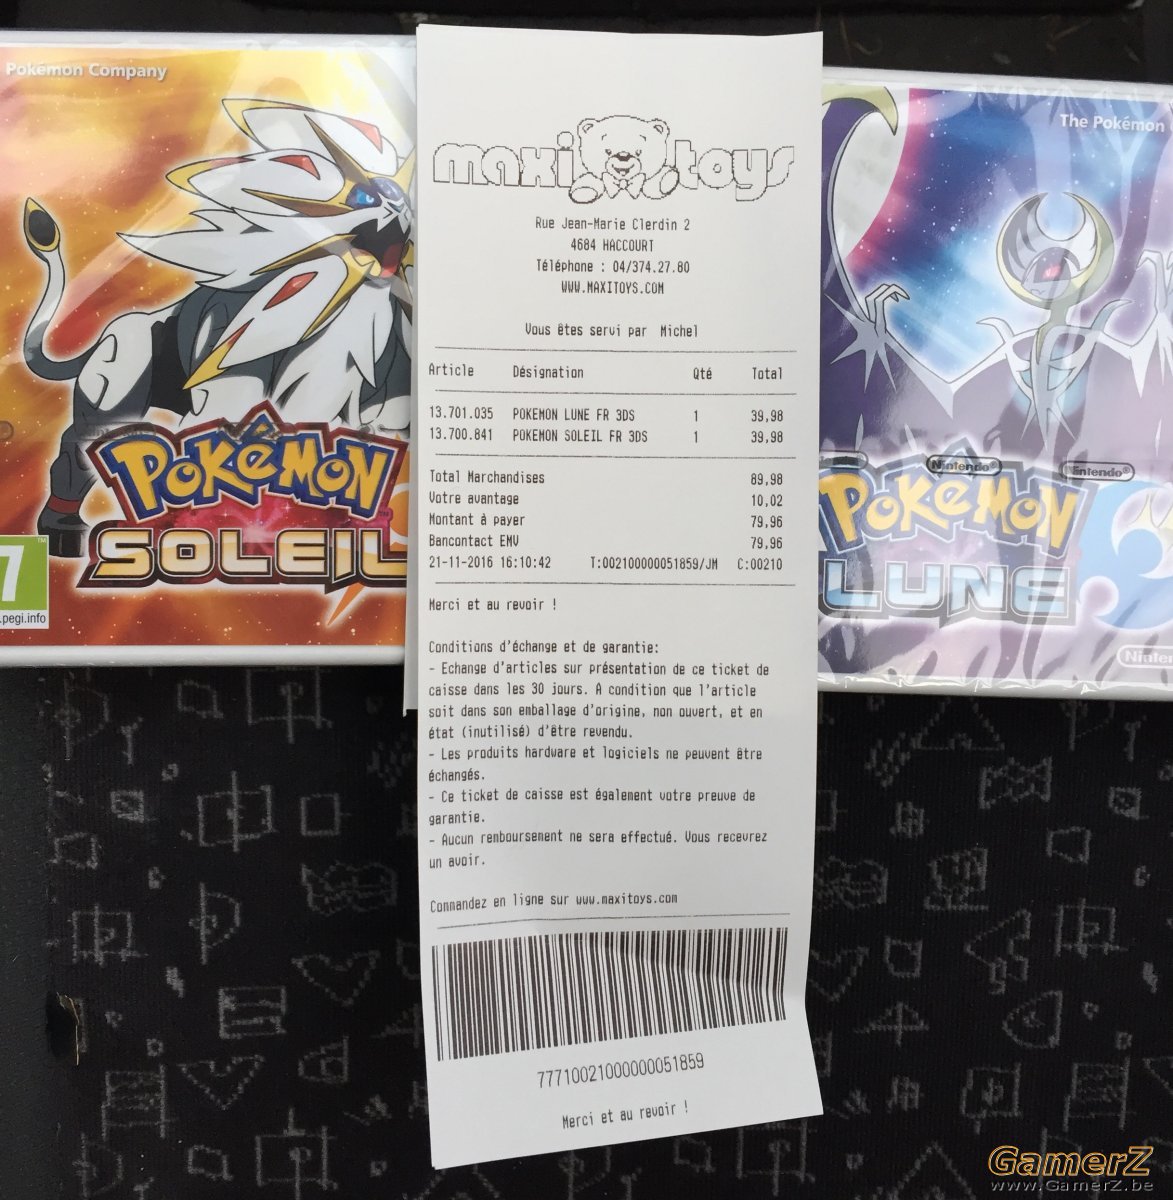 Pokémon Company
POKéMON
SOLEIL
7
.pegi.info
maxi toys
Rue Jean-Marie Clerdin 2
4684 HACCOURT
Téléphone : 04/374.27.80
WWW.MAXITOYS.COM
Vous êtes servi par Michel
Article Désignation Qté Total
13.701.035 POKEMON LUNE FR 3DS 1 39,98
13.700.841 POKEMON SOLEIL FR 3DS 1 39,98
Total Marchandises 89,98
Votre avantage 10,02
Montant à payer 79,96
Bancontact EMV 79,96
21-11-2016 16:10:42 T:002100000051859/JM C:00210
Merci et au revoir !
Conditions d'échange et de garantie:
- Echange d'articles sur présentation de ce ticket de
caisse dans les 30 jours. A condition que l'article
soit dans son emballage d'origine, non ouvert, et en
état (inutilisé) d'être revendu.
- Les produits hardware et logiciels ne peuvent être
échangés.
- Ce ticket de caisse est également votre preuve de
garantie.
- Aucun remboursement ne sera effectué. Vous recevrez
un avoir.
Commandez en ligne sur www.maxitoys.com
77710021000000051859
Merci et au revoir !
The Pokémon
Nintendo® Nintendo®
POKéMON
LUNE
Ninten
GamerZ
www.GamerZ.be